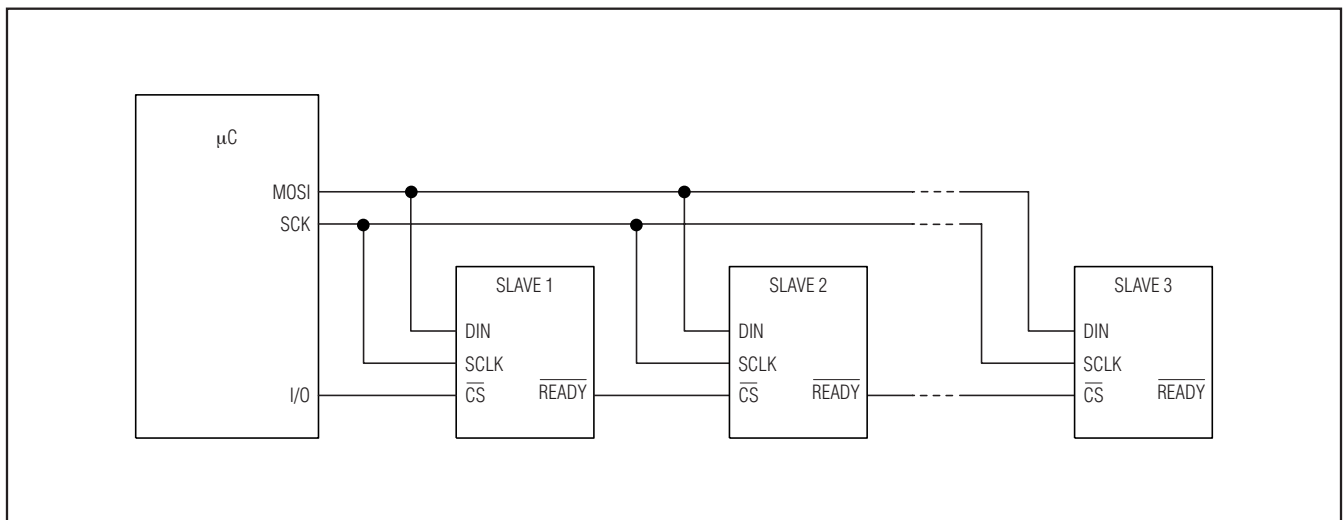 μC
MOSI
SCK
I/O
SLAVE 1
DIN
SCLK
CS
READY
SLAVE 2
DIN
SCLK
CS
READY
SLAVE 3
DIN
SCLK
CS
READY